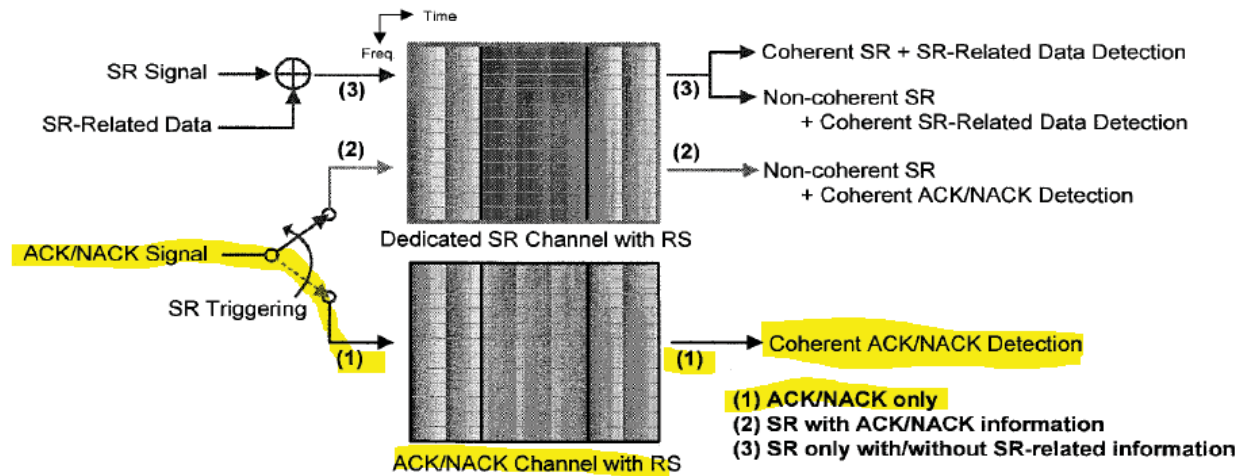 Time
Freq.
SR Signal
(3)
(3)
Coherent SR + SR-Related Data Detection
SR-Related Data
Non-coherent SR
+ Coherent SR-Related Data Detection
(2)
(2)
Non-coherent SR
+ Coherent ACK/NACK Detection
Dedicated SR Channel with RS
ACK/NACK Signal
SR Triggering
(1)
(1)
Coherent ACK/NACK Detection
(1) ACK/NACK only
(2) SR with ACK/NACK information
(3) SR only with/without SR-related information
ACK/NACK Channel with RS